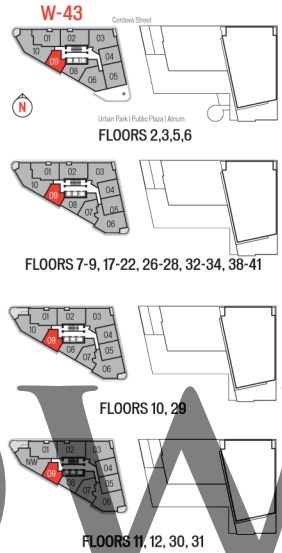 W-43
Cordova Street
01 02 03
10 09 04
08 05
06
N
Urban Park | Public Plaza | Atrium
FLOORS 2,3,5,6
01 02 03
10 09 04
08 07 05
06
FLOORS 7-9, 17-22, 26-28, 32-34, 38-41
01 02 03
10 09 04
08 07 05
06
FLOORS 10, 29
01 02 03
NW 09 04
08 07 05
06
FLOORS 11, 12, 30, 31
OW